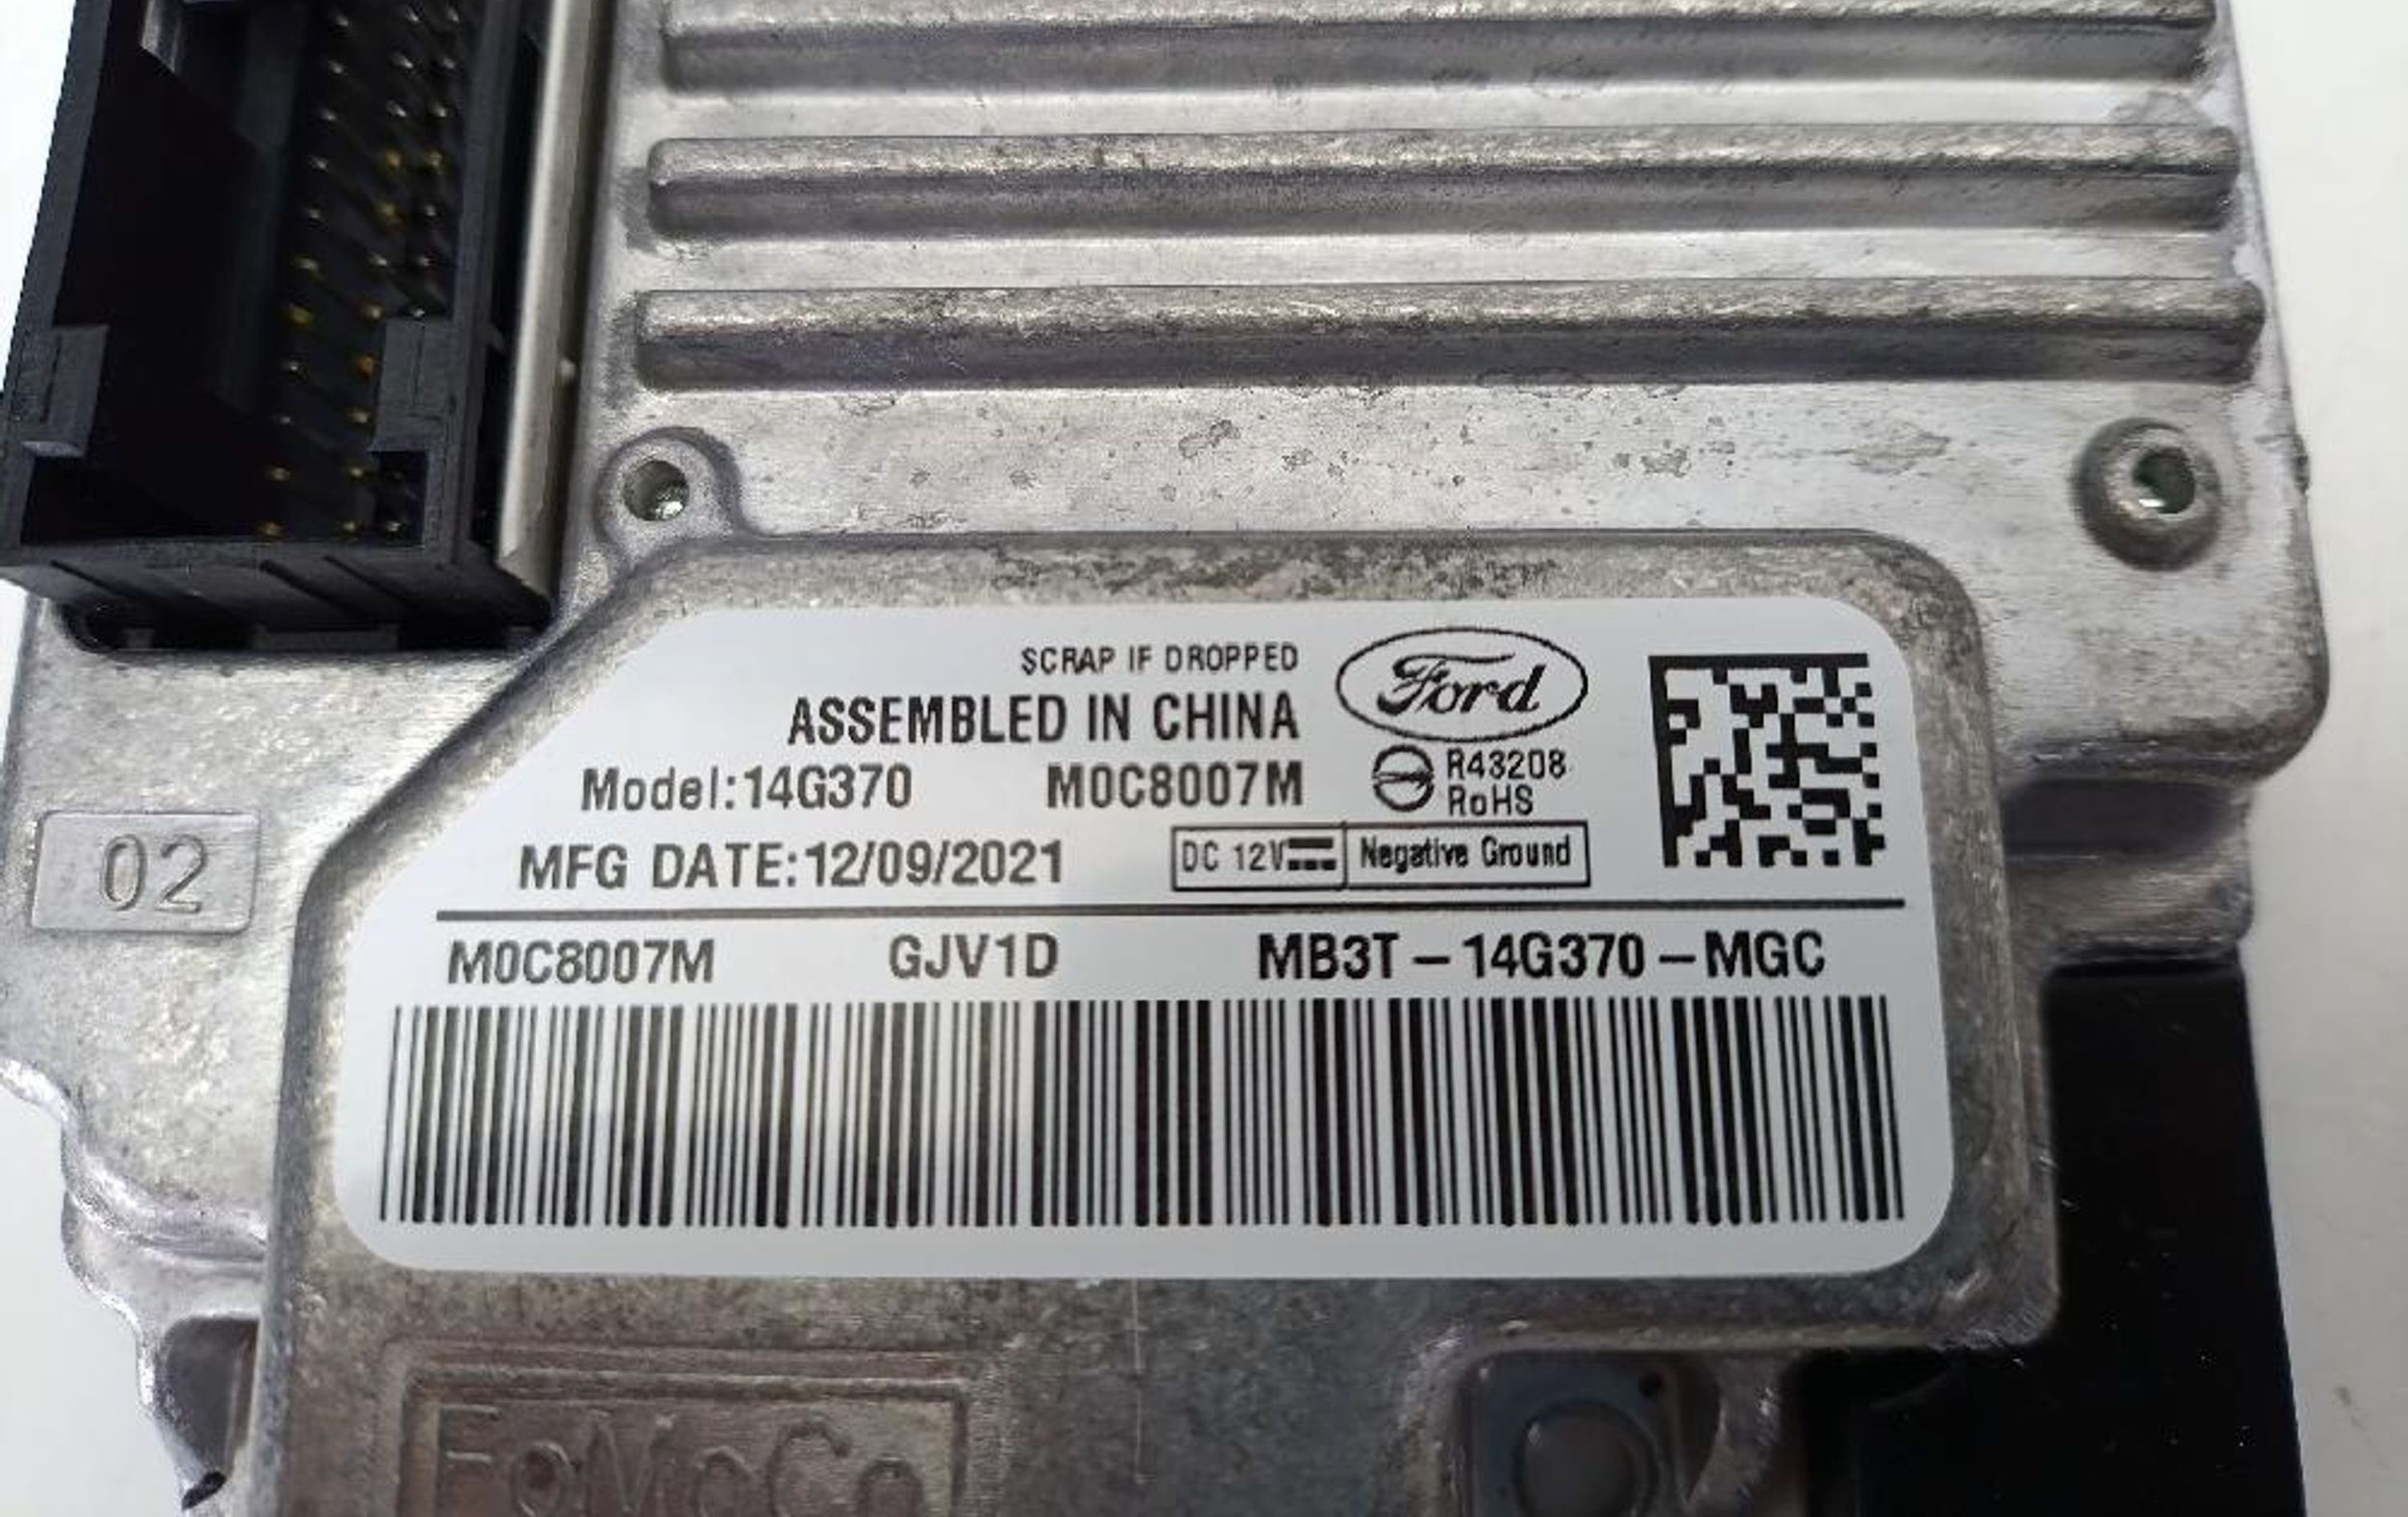 SCRAP IF DROPPED
Ford
ASSEMBLED IN CHINA
Model:14G370 M0C8007M
R43208
RoHS
MFG DATE:12/09/2021
DC 12V Negative Ground
02
M0C8007M GJV1D MB3T-14G370-MGC
FoMoCo